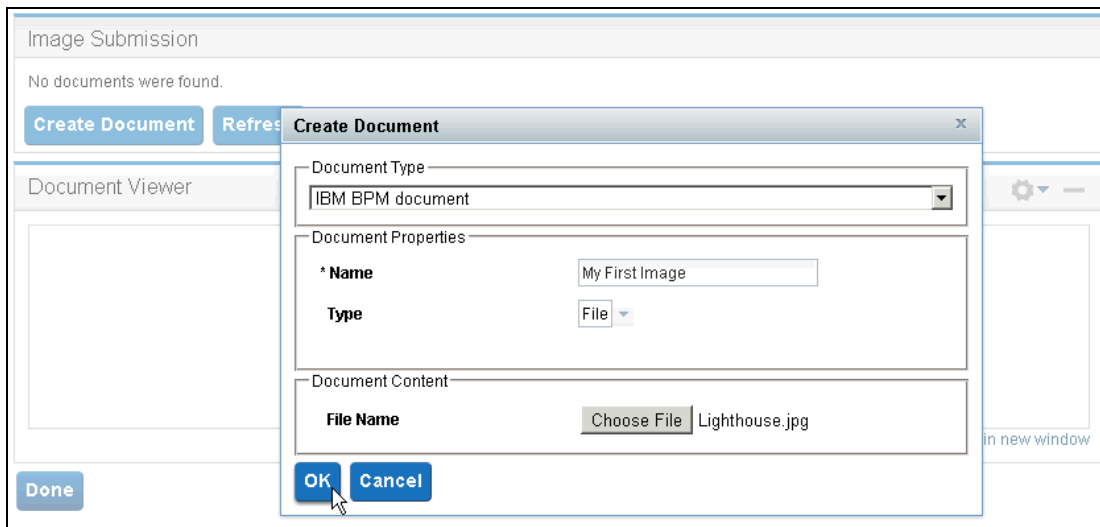 Image Submission
No documents were found.
Create Document
Refres
Create Document
x
Document Type
IBM BPM document
Document Viewer
Document Properties
* Name
My First Image
Type
File
Document Content
File Name
Choose File
Lighthouse.jpg
in new window
OK
Cancel
Done